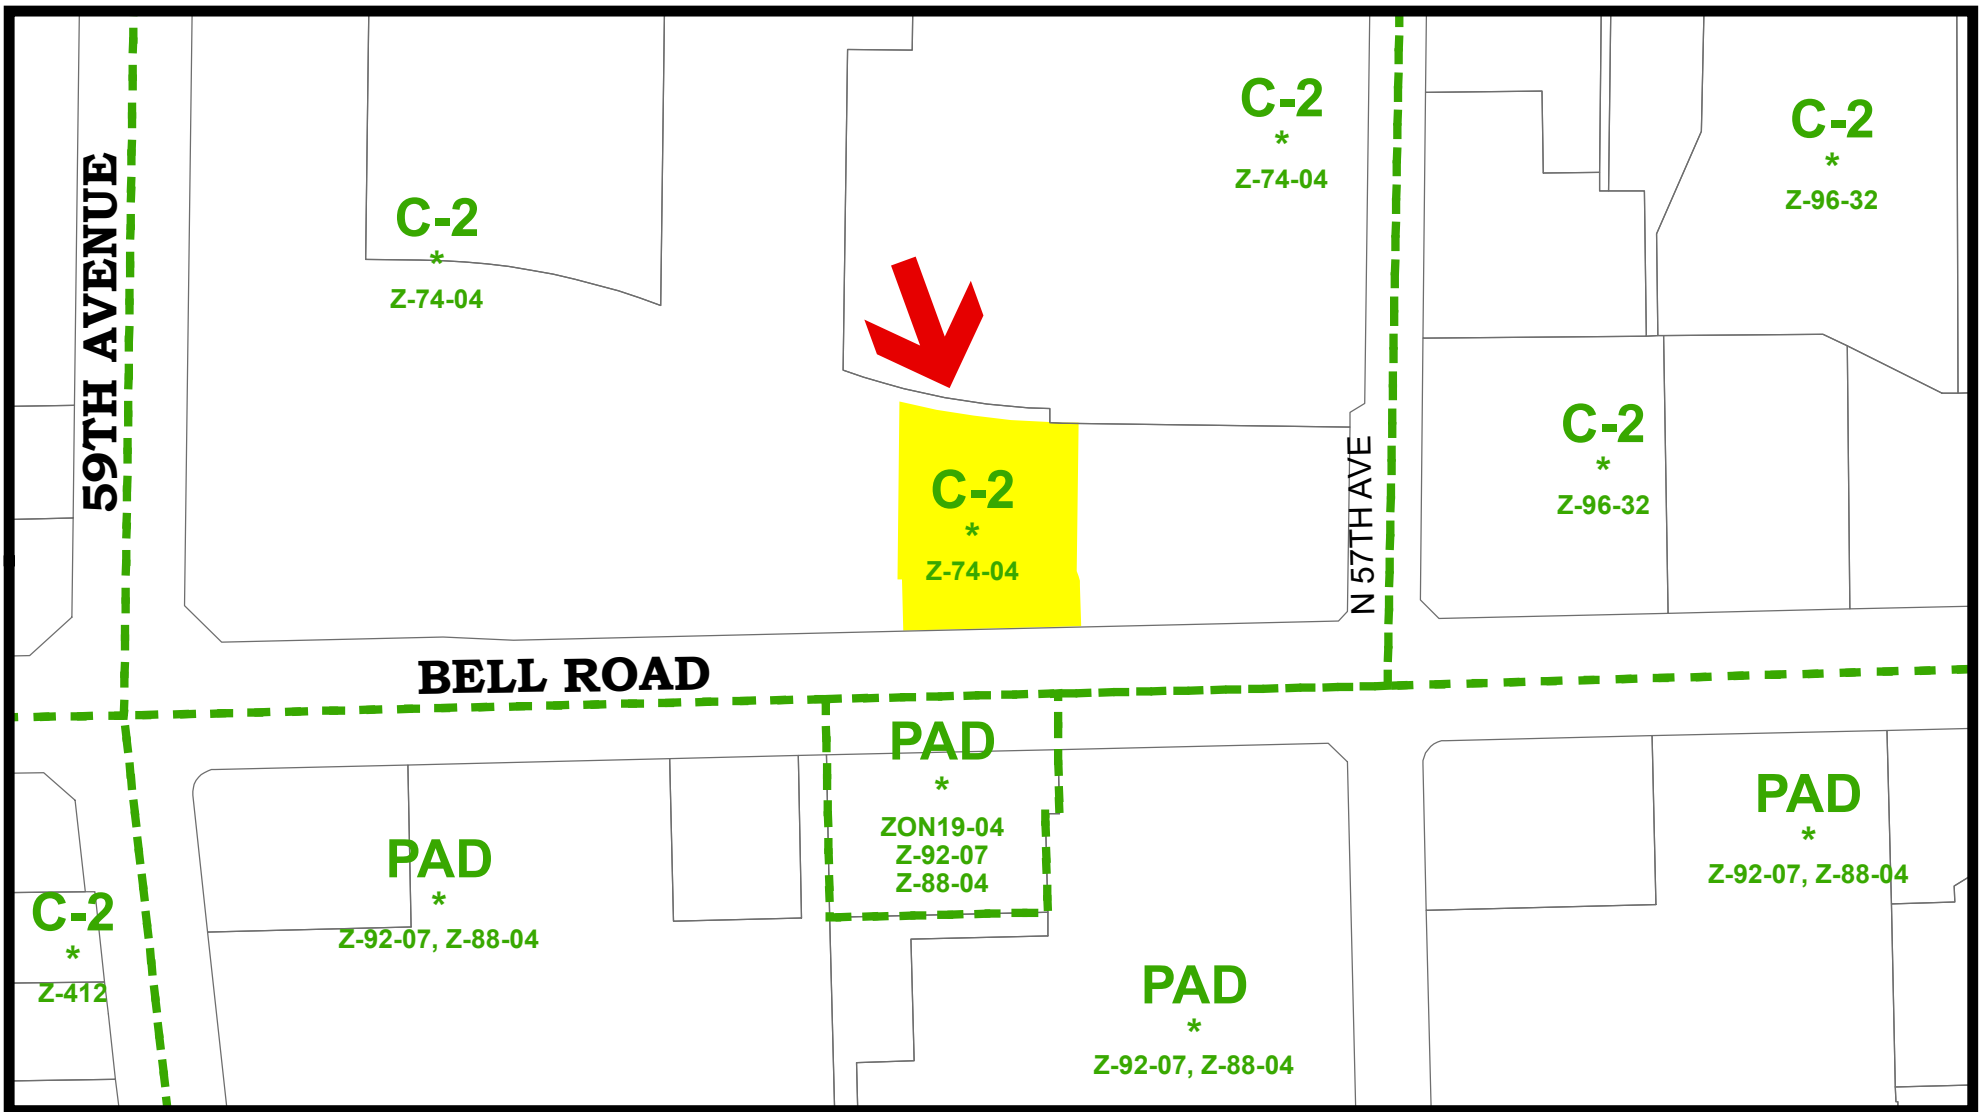 C-2
*
Z-74-04
C-2
*
Z-96-32
59TH AVENUE
C-2
*
Z-74-04
C-2
*
Z-96-32
C-2
*
Z-74-04
N 57TH AVE
BELL ROAD
PAD
*
ZON19-04
Z-92-07
Z-88-04
PAD
*
Z-92-07, Z-88-04
PAD
*
Z-92-07, Z-88-04
C-2
*
Z-412
PAD
*
Z-92-07, Z-88-04